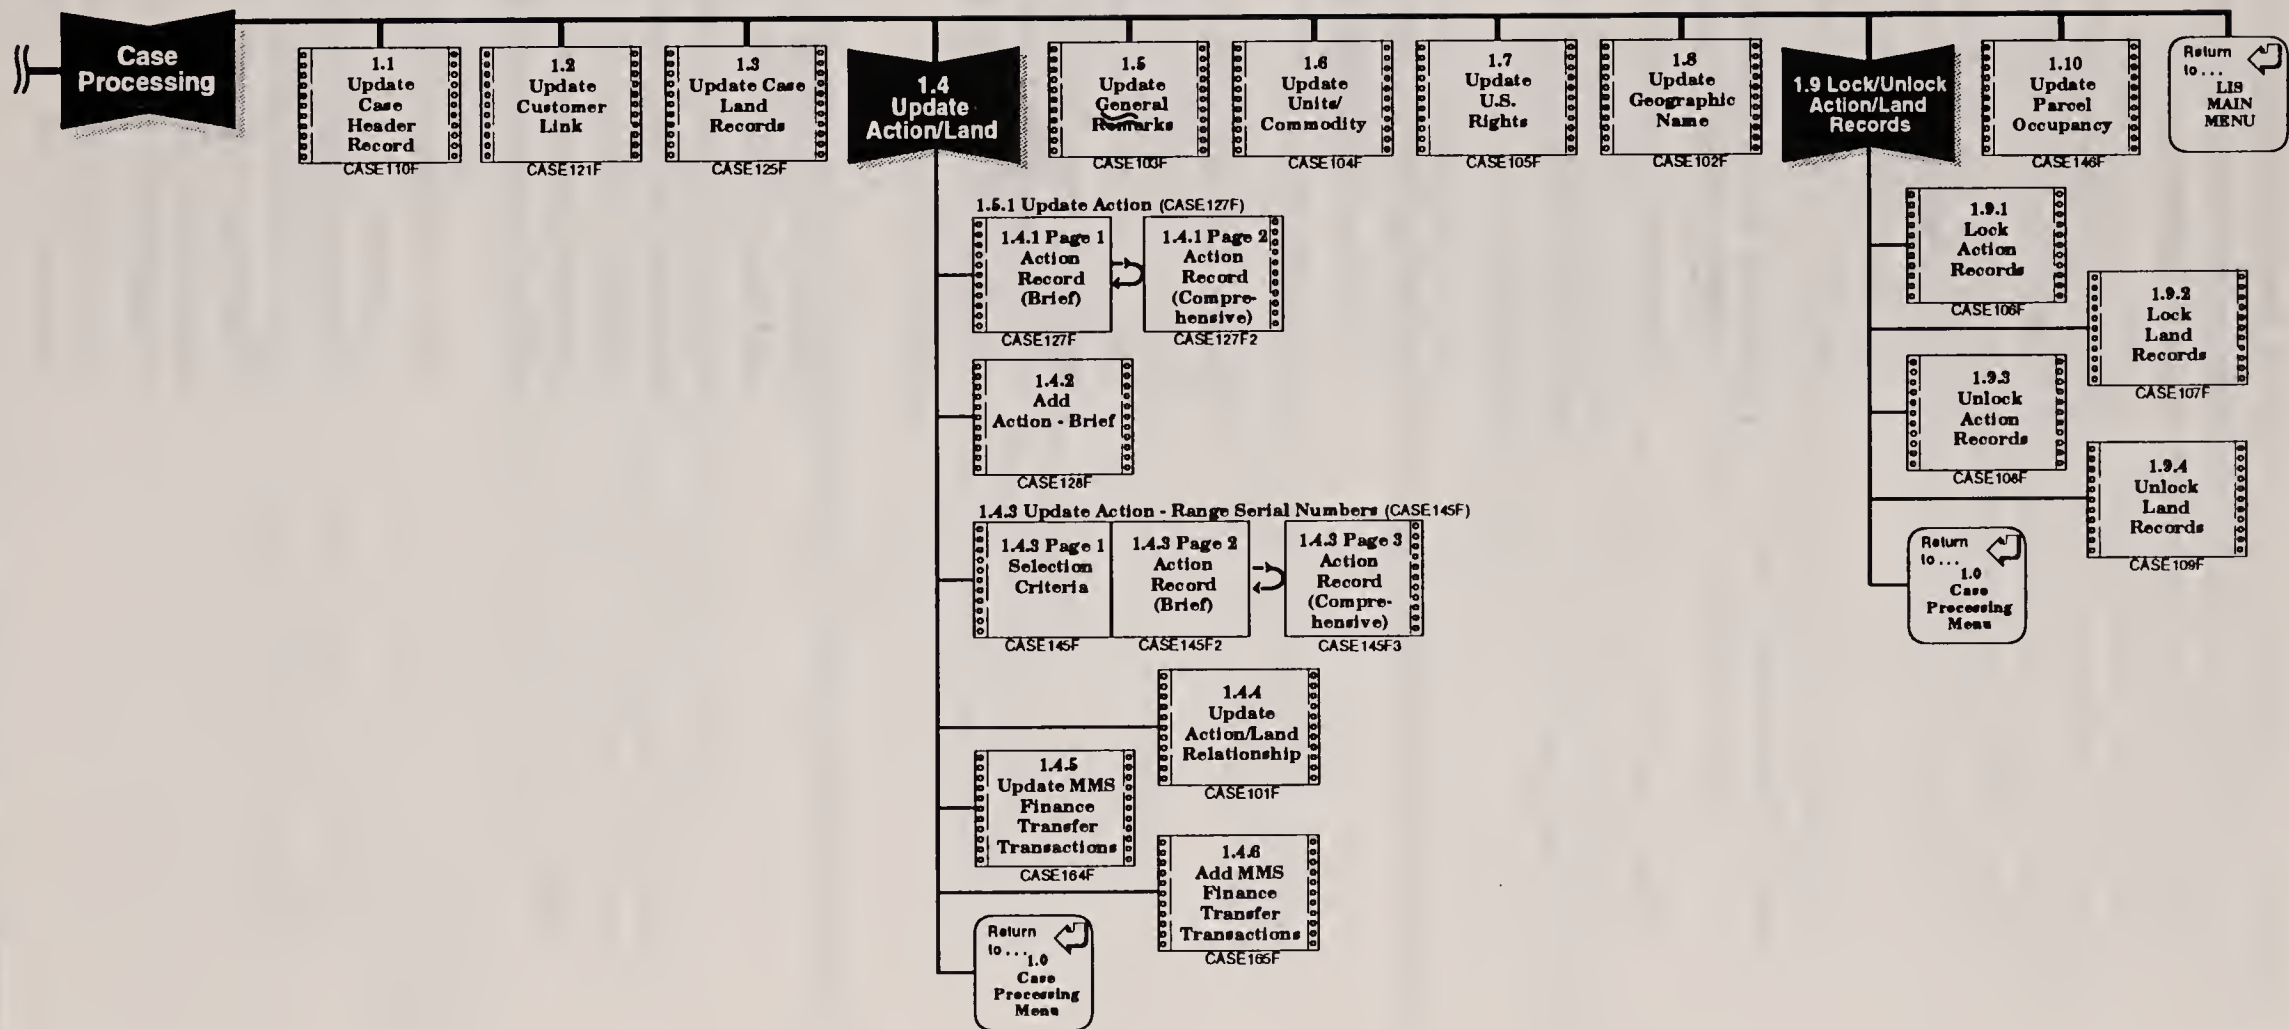 Case
Processing
1.1
Update
Case
Header
Record
CASE110F
1.2
Update
Customer
Link
CASE121F
1.3
Update Case
Land
Records
CASE125F
1.4
Update
Action/Land
1.5
Update
General
Remarks
CASE103F
1.6
Update
Units/
Commodity
CASE104F
1.7
Update
U.S.
Rights
CASE105F
1.8
Update
Geographic
Name
CASE102F
1.9 Lock/Unlock
Action/Land
Records
1.10
Update
Parcel
Occupancy
CASE146F
Return
to ...
LIS
MAIN
MENU
1.5.1 Update Action (CASE127F)
1.4.1 Page 1
Action
Record
(Brief)
CASE127F
1.4.1 Page 2
Action
Record
(Compre-
hensive)
CASE127F2
1.4.2
Add
Action - Brief
CASE128F
1.4.3 Update Action - Range Serial Numbers (CASE145F)
1.4.3 Page 1
Selection
Criteria
CASE145F
1.4.3 Page 2
Action
Record
(Brief)
CASE145F2
1.4.3 Page 3
Action
Record
(Compre-
hensive)
CASE145F3
1.4.4
Update
Action/Land
Relationship
CASE101F
1.4.5
Update MMS
Finance
Transfer
Transactions
CASE164F
1.4.6
Add MMS
Finance
Transfer
Transactions
CASE165F
Return
to ...
1.0
Case
Processing
Menu
1.9.1
Lock
Action
Records
CASE106F
1.9.2
Lock
Land
Records
CASE107F
1.9.3
Unlock
Action
Records
CASE108F
1.9.4
Unlock
Land
Records
CASE109F
Return
to ...
1.0
Case
Processing
Menu